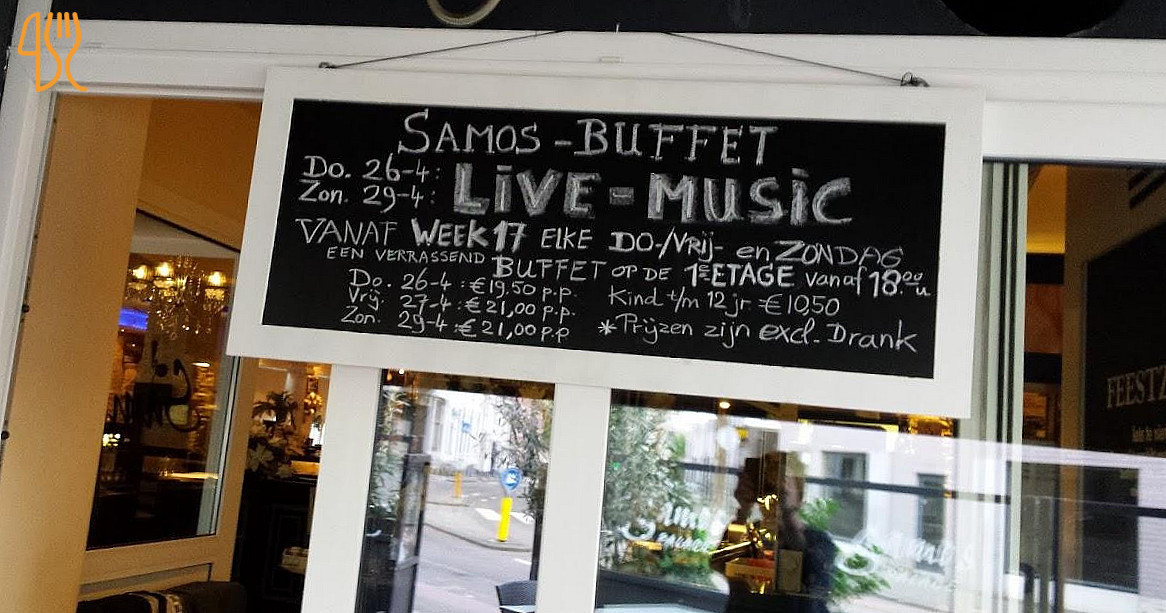 SAMOS - BUFFET
Do. 26-4:
Zon. 29-4: LiVE - MUSiC
VANAF WEEK 17 ELKE DO-/VRIJ- en ZONDAG
EEN VERRASSEND BUFFET OP DE 1E ETAGE vanaf 18.00 u
Do. 26-4: €19,50 p.p.
Vrij. 27-4: €21,00 p.p.
Zon. 29-4: €21,00 p.p
Kind t/m 12 jr €10,50
*Prijzen zijn excl. Drank
FEESTZ